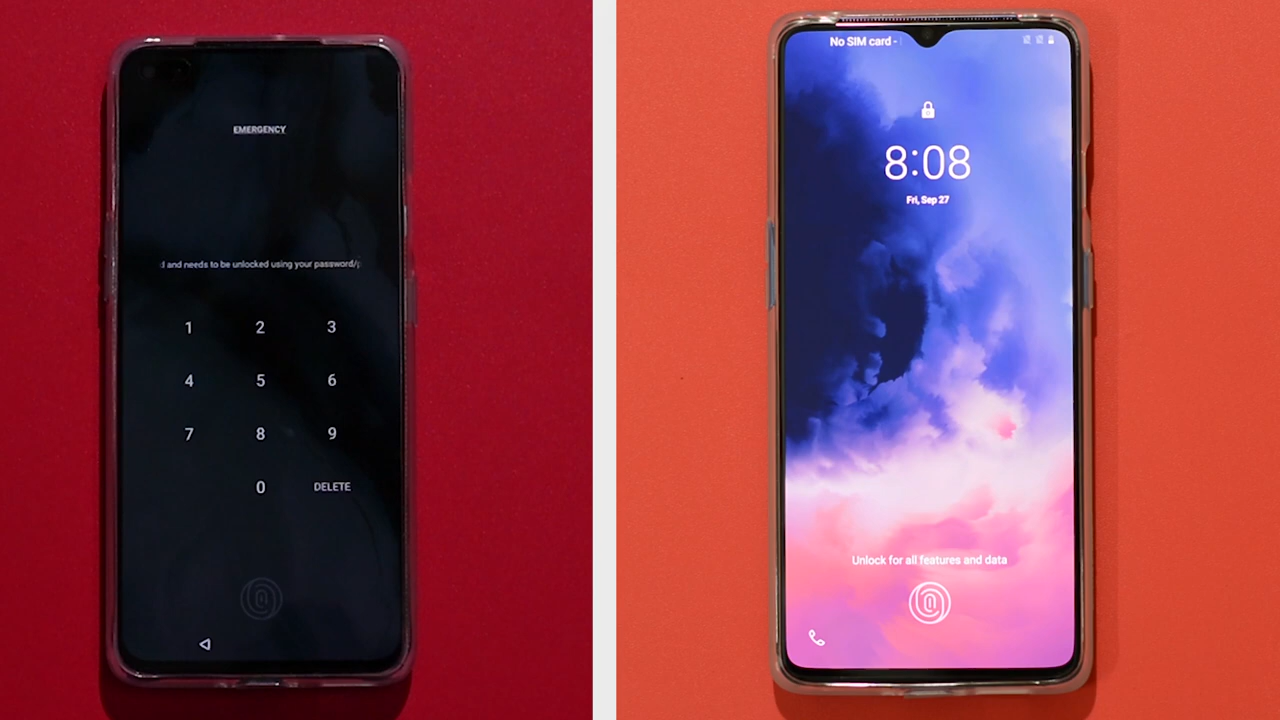 EMERGENCY
and needs to be unlocked using your password/
1 2 3
4 5 6
7 8 9
0 DELETE
No SIM card -
8:08
Fri, Sep 27
Unlock for all features and data